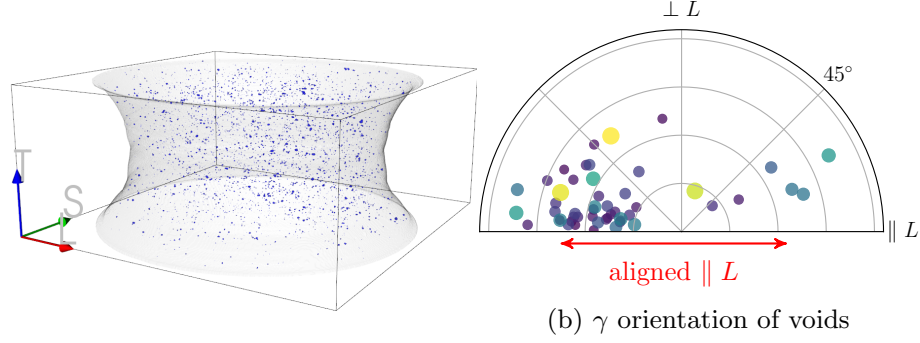 T
S
L
⊥ L
45°
∥ L
aligned ∥ L
(b) γ orientation of voids